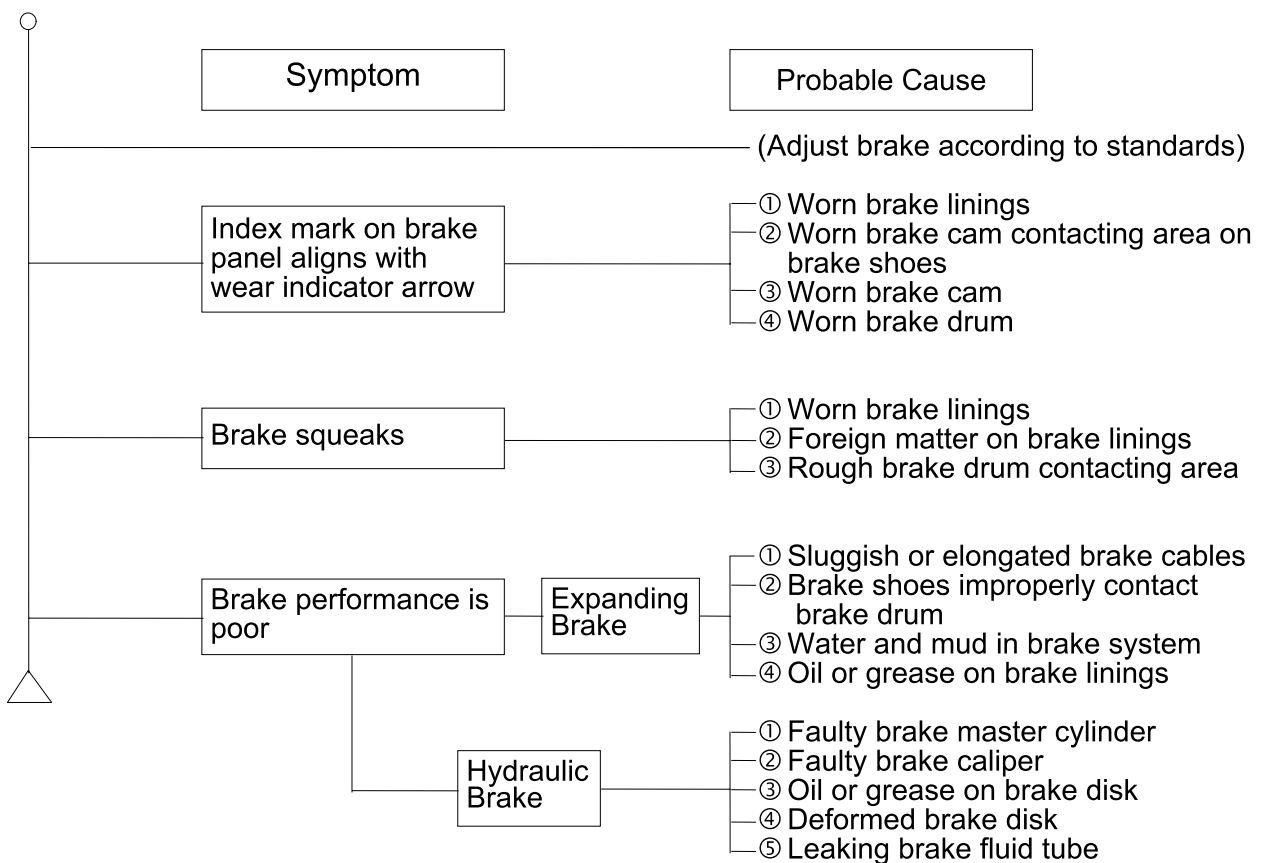 Symptom
Probable Cause
(Adjust brake according to standards)
Index mark on brake
panel aligns with
wear indicator arrow
① Worn brake linings
② Worn brake cam contacting area on
brake shoes
③ Worn brake cam
④ Worn brake drum
Brake squeaks
① Worn brake linings
② Foreign matter on brake linings
③ Rough brake drum contacting area
Brake performance is
poor
Expanding
Brake
① Sluggish or elongated brake cables
② Brake shoes improperly contact
brake drum
③ Water and mud in brake system
④ Oil or grease on brake linings
Hydraulic
Brake
① Faulty brake master cylinder
② Faulty brake caliper
③ Oil or grease on brake disk
④ Deformed brake disk
⑤ Leaking brake fluid tube